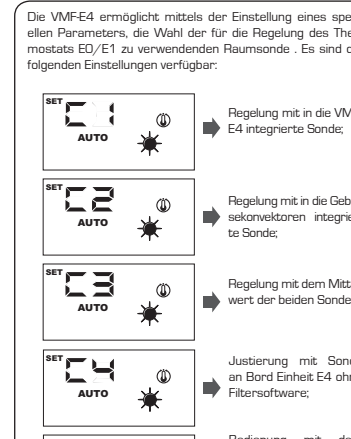 Die VMF-E4 ermöglicht mittels der Einstellung eines spe
ellen Parameters, die Wahl der für die Regelung des The
mostats E0/E1 zu verwendenden Raumsonde . Es sind d
folgenden Einstellungen verfügbar:
SET
C1
AUTO
Regelung mit in die VM
E4 integrierte Sonde;
SET
C2
AUTO
Regelung mit in die Geb
sekonvektoren integrie
te Sonde;
SET
C3
AUTO
Regelung mit dem Mitt
wert der beiden Sonde
SET
C4
AUTO
Justierung mit Sond
an Bord Einheit E4 ohn
Filtersoftware;